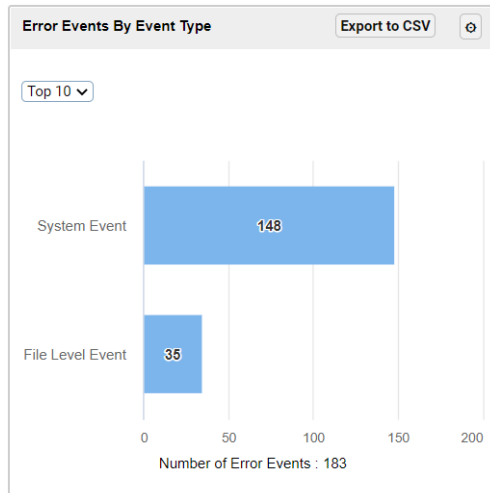 Error Events By Event Type
Export to CSV
Top 10
System Event
148
File Level Event
35
0 50 100 150 200
Number of Error Events : 183